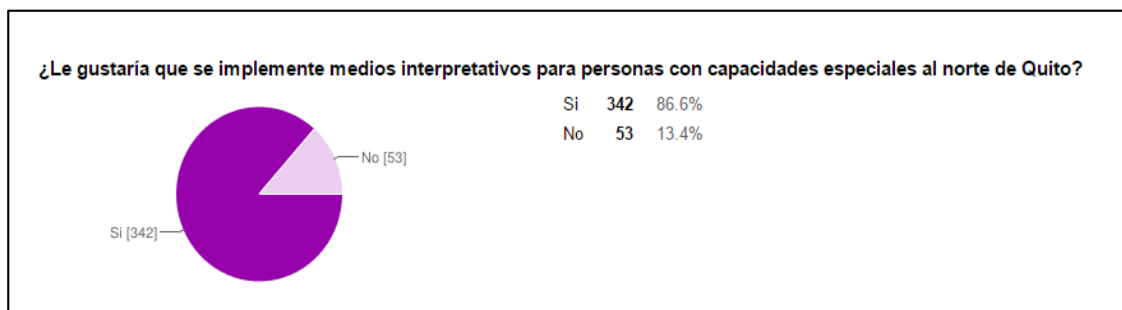 ¿Le gustaría que se implemente medios interpretativos para personas con capacidades especiales al norte de Quito?
Si 342 86.6%
No 53 13.4%
No [53]
Si [342]